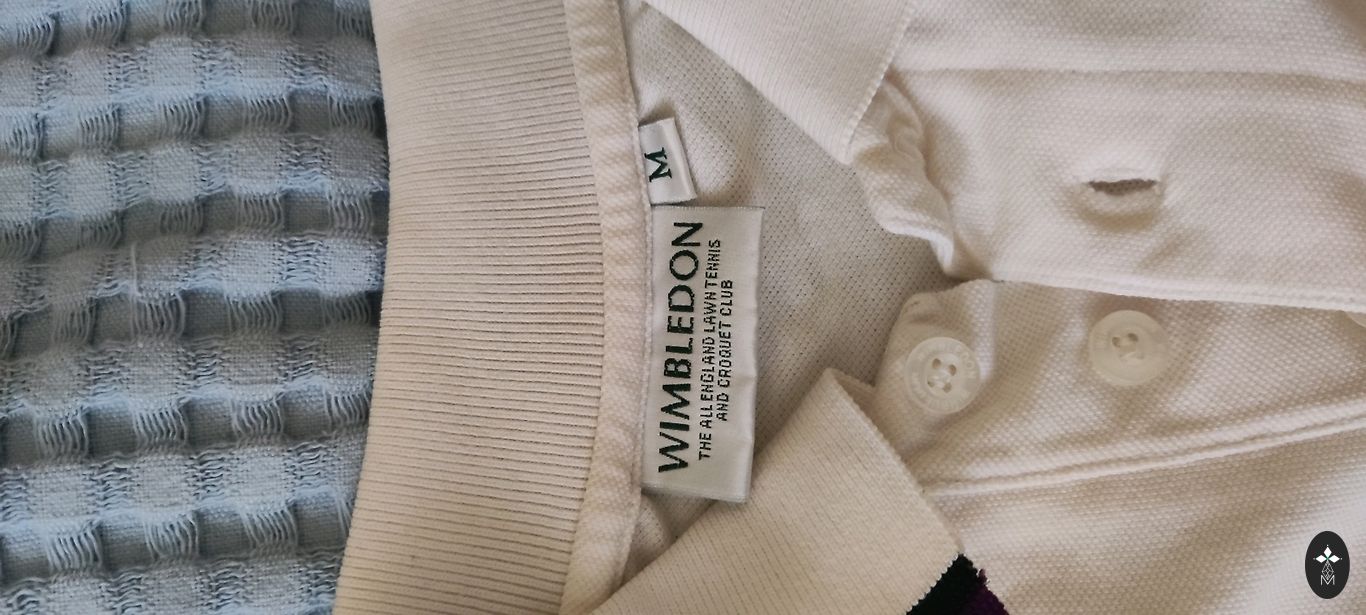 M
WIMBLEDON
THE ALL ENGLAND LAWN TENNIS
AND CROQUET CLUB
M